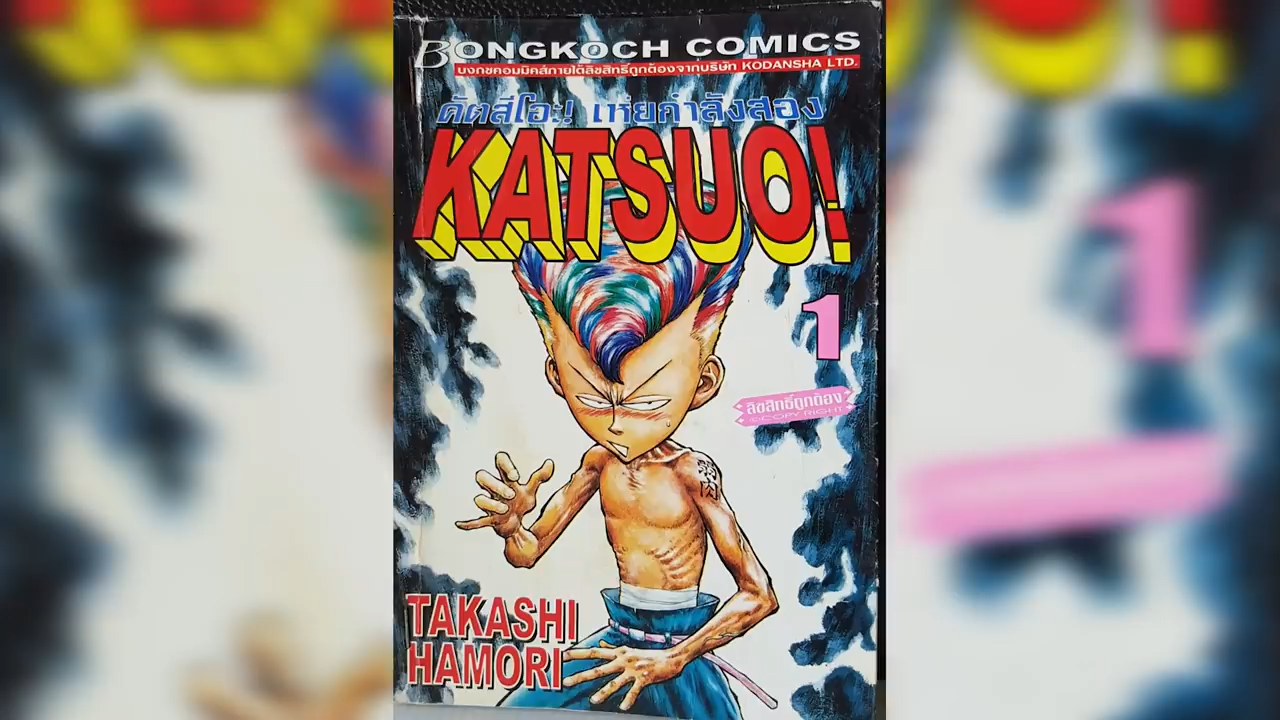 BONGKOCH COMICS
บงกชคอมมิคส์ภายใต้ลิขสิทธิ์ถูกต้องจากบริษัท KODANSHA LTD.
คัตสึโอะ! เห่ยกำลังสอง
KATSUO!
1
ลิขสิทธิ์ถูกต้อง
©COPY RIGHT
弱肉
TAKASHI
HAMORI